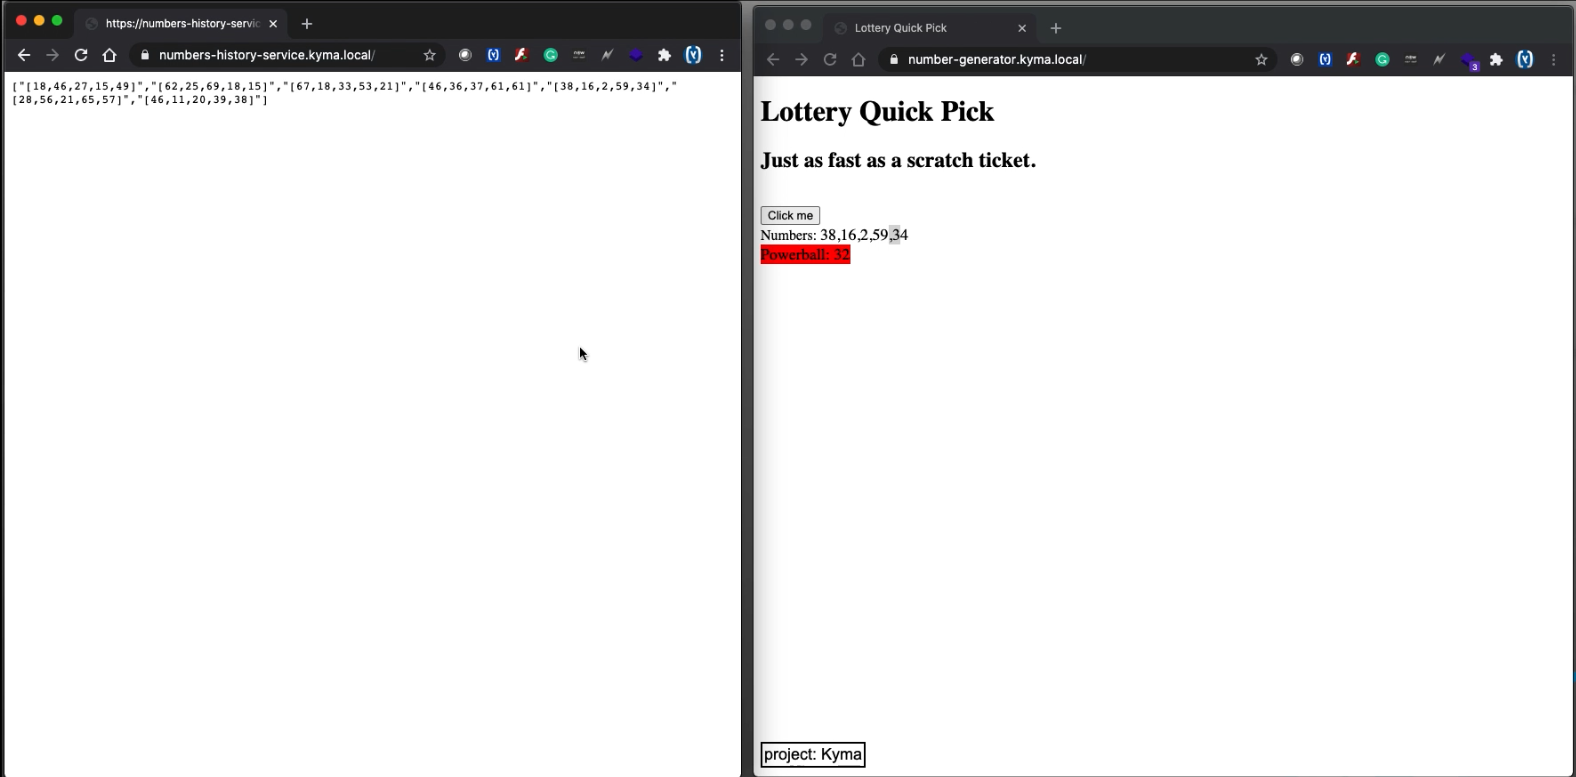 https://numbers-history-servic
numbers-history-service.kyma.local/
["[18,46,27,15,49]","[62,25,69,18,15]","[67,18,33,53,21]","[46,36,37,61,61]","[38,16,2,59,34]","
[28,56,21,65,57]","[46,11,20,39,38]"]
Lottery Quick Pick
number-generator.kyma.local/
3
Lottery Quick Pick
Just as fast as a scratch ticket.
Click me
Numbers: 38,16,2,59,34
Powerball: 32
project: Kyma